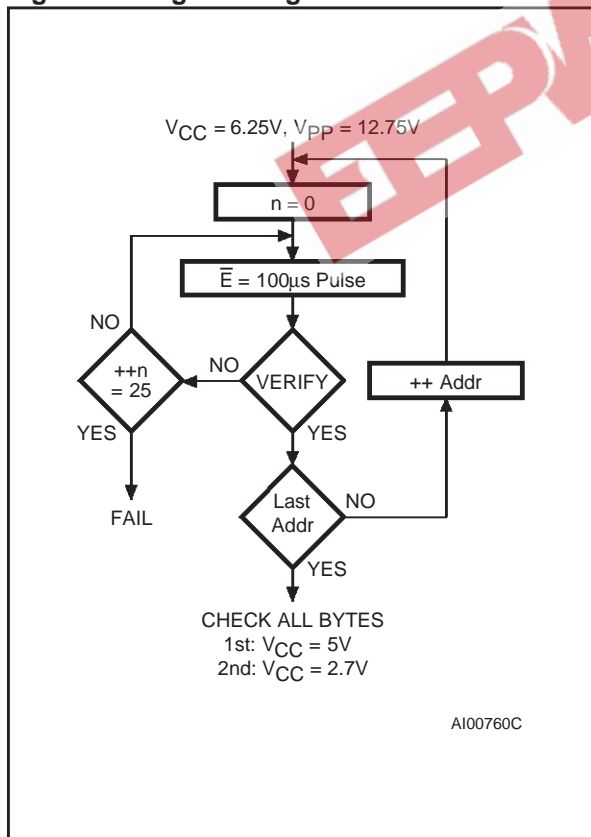 V_CC = 6.25V, V_PP = 12.75V
n = 0
E̅ = 100µs Pulse
NO
++n
= 25
NO
VERIFY
++ Addr
YES
YES
FAIL
Last
Addr
NO
YES
CHECK ALL BYTES
1st: V_CC = 5V
2nd: V_CC = 2.7V
AI00760C